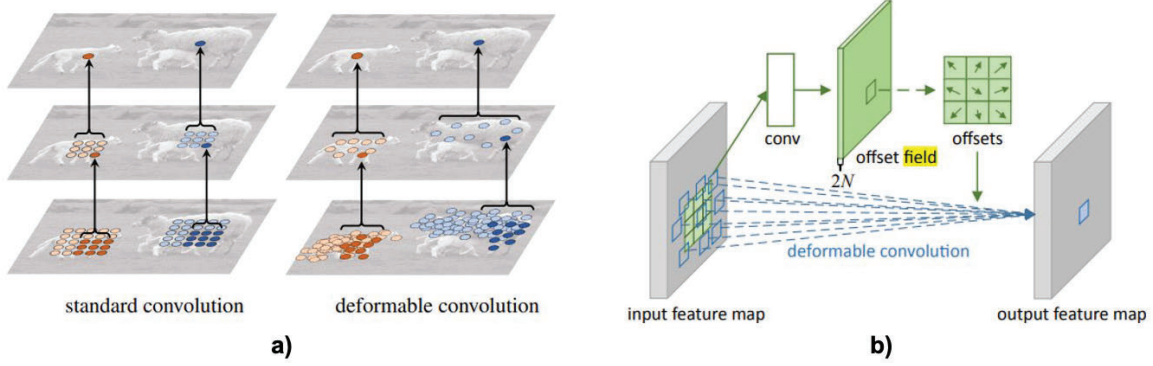 standard convolution
deformable convolution
a)
conv
offset field
offsets
2N
deformable convolution
input feature map
output feature map
b)